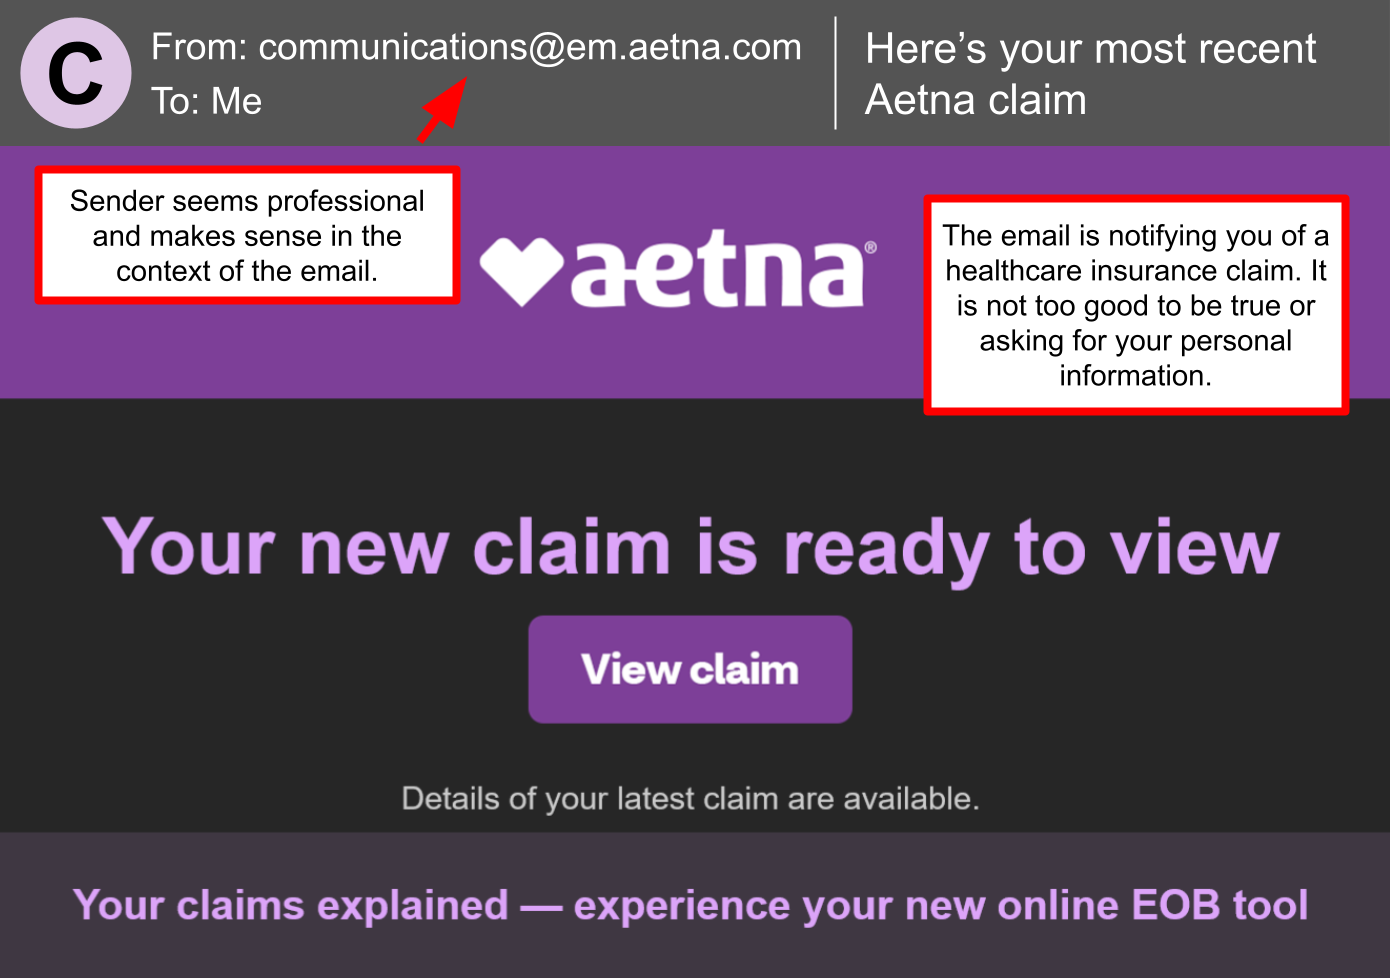 C
From: communications@em.aetna.com
To: Me
Here’s your most recent
Aetna claim
Sender seems professional
and makes sense in the
context of the email.
aetna®
The email is notifying you of a
healthcare insurance claim. It
is not too good to be true or
asking for your personal
information.
Your new claim is ready to view
View claim
Details of your latest claim are available.
Your claims explained — experience your new online EOB tool